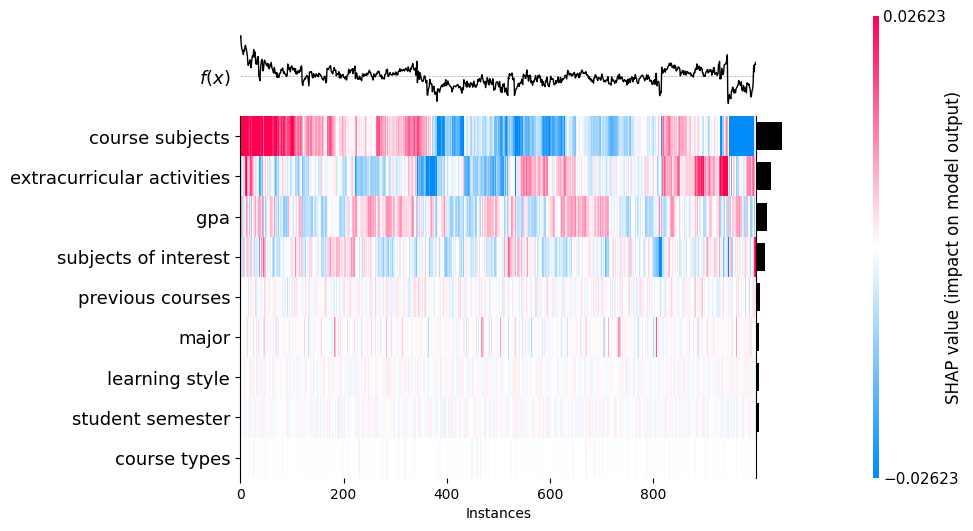 0.02623
f(x)
course subjects
extracurricular activities
gpa
subjects of interest
previous courses
major
learning style
student semester
course types
0 200 400 600 800
Instances
−0.02623
SHAP value (impact on model output)